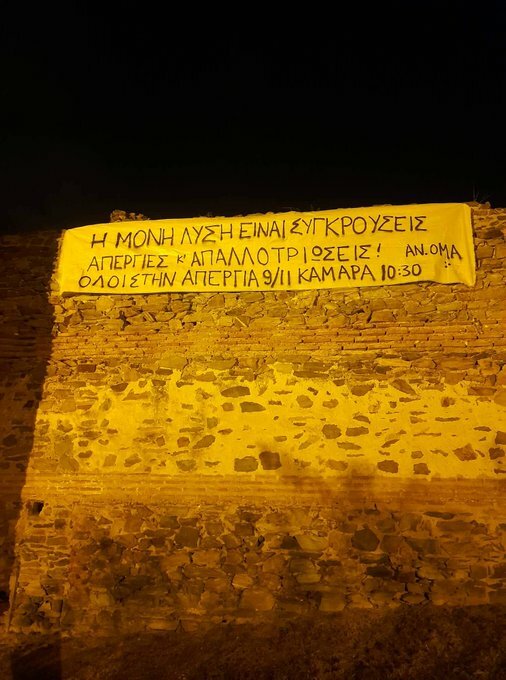 Η ΜΟΝΗ ΛΥΣΗ ΕΙΝΑΙ ΣΥΓΚΡΟΥΣΕΙΣ
ΑΠΕΡΓΙΕΣ Κ' ΑΠΑΛΛΟΤΡΙΩΣΕΙΣ! ΑΝ.ΟΜΑ
ΟΛΟΙ ΣΤΗΝ ΑΠΕΡΓΙΑ 9/11 ΚΑΜΑΡΑ 10:30